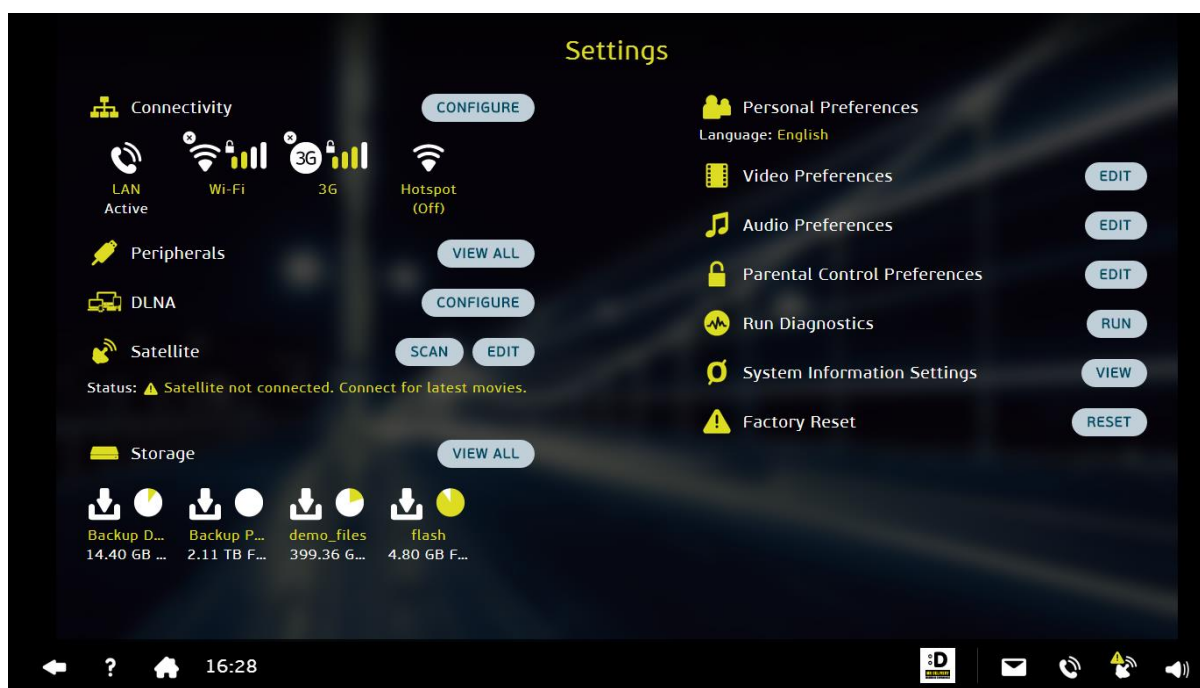 Settings
Connectivity
CONFIGURE
3G
LAN
Active
Wi-Fi
3G
Hotspot
(Off)
Peripherals
VIEW ALL
DLNA
CONFIGURE
Satellite
SCAN
EDIT
Status: Satellite not connected. Connect for latest movies.
Storage
VIEW ALL
Backup D...
14.40 GB ...
Backup P...
2.11 TB F...
demo_files
399.36 G...
flash
4.80 GB F...
Personal Preferences
Language: English
Video Preferences
EDIT
Audio Preferences
EDIT
Parental Control Preferences
EDIT
Run Diagnostics
RUN
System Information Settings
VIEW
Factory Reset
RESET
?
16:28
:D